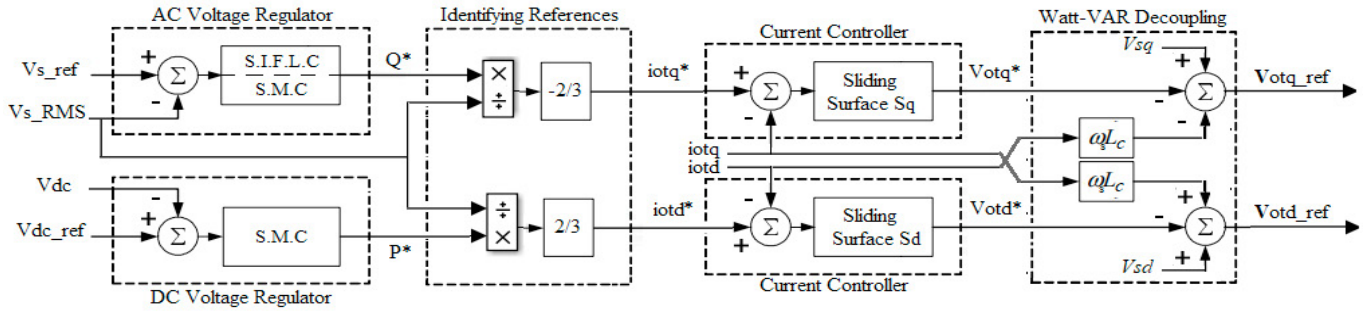 AC Voltage Regulator
Identifying References
Current Controller
Watt-VAR Decoupling
Vs_ref
+
Σ
-
S.I.F.L.C
S.M.C
Q*
×
÷
-2/3
iotq*
+
Σ
-
Sliding
Surface Sq
Votq*
Vsq
+
Σ
-
-
Votq_ref
Vs_RMS
iotq
iotd
ωsLC
ωsLC
Vdc
-
+
Σ
Vdc_ref
S.M.C
P*
÷
×
2/3
iotd*
-
Σ
+
Sliding
Surface Sd
Votd*
+
-
Σ
+
Vsd
Votd_ref
DC Voltage Regulator
Current Controller